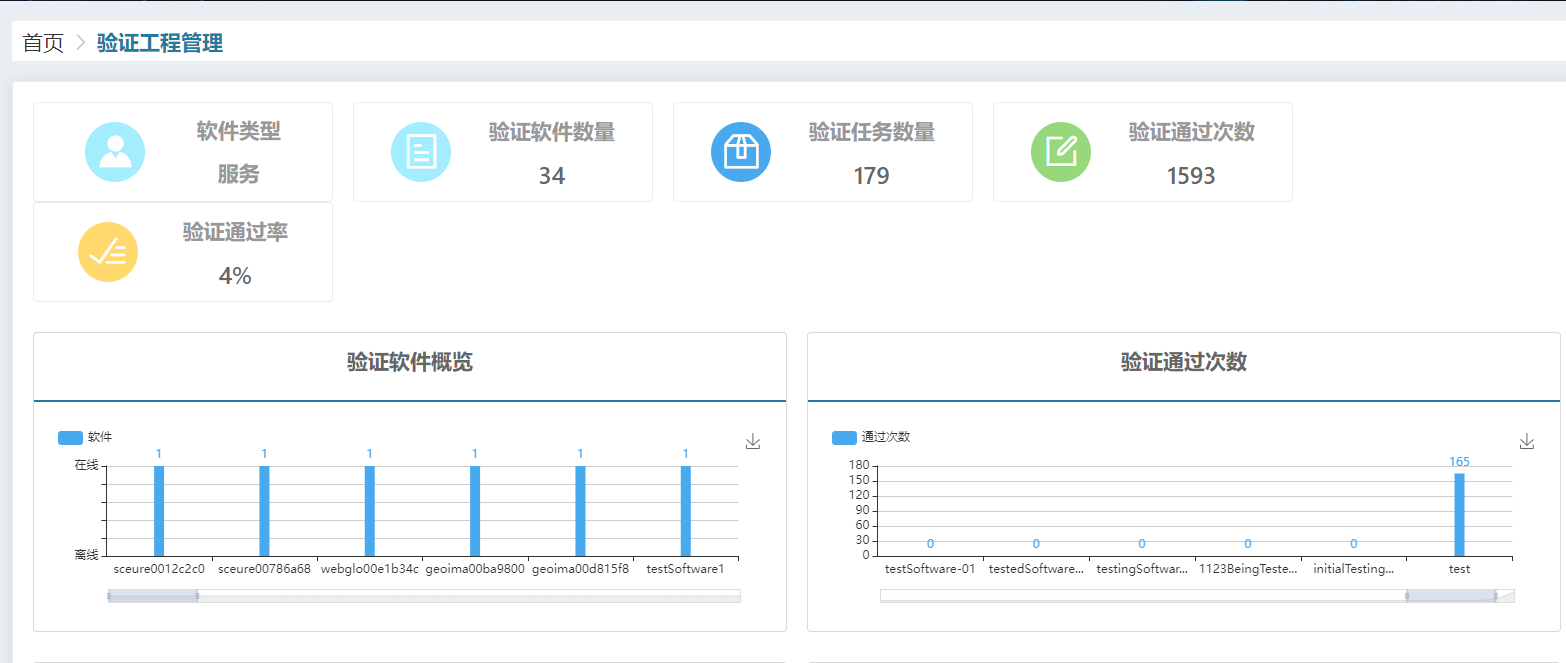 首页 > 验证工程管理
软件类型
服务
验证软件数量
34
验证任务数量
179
验证通过次数
1593
验证通过率
4%
验证软件概览
软件
在线
离线
1 1 1 1 1 1
sceure0012c2c0 sceure00786a68 webglo00e1b34c geoima00ba9800 geoima00d815f8 testSoftware1
验证通过次数
通过次数
180
150
120
90
60
30
0
0 0 0 0 0 165
testSoftware-01 testedSoftware... testingSoftwar... 1123BeingTeste... initialTesting... test